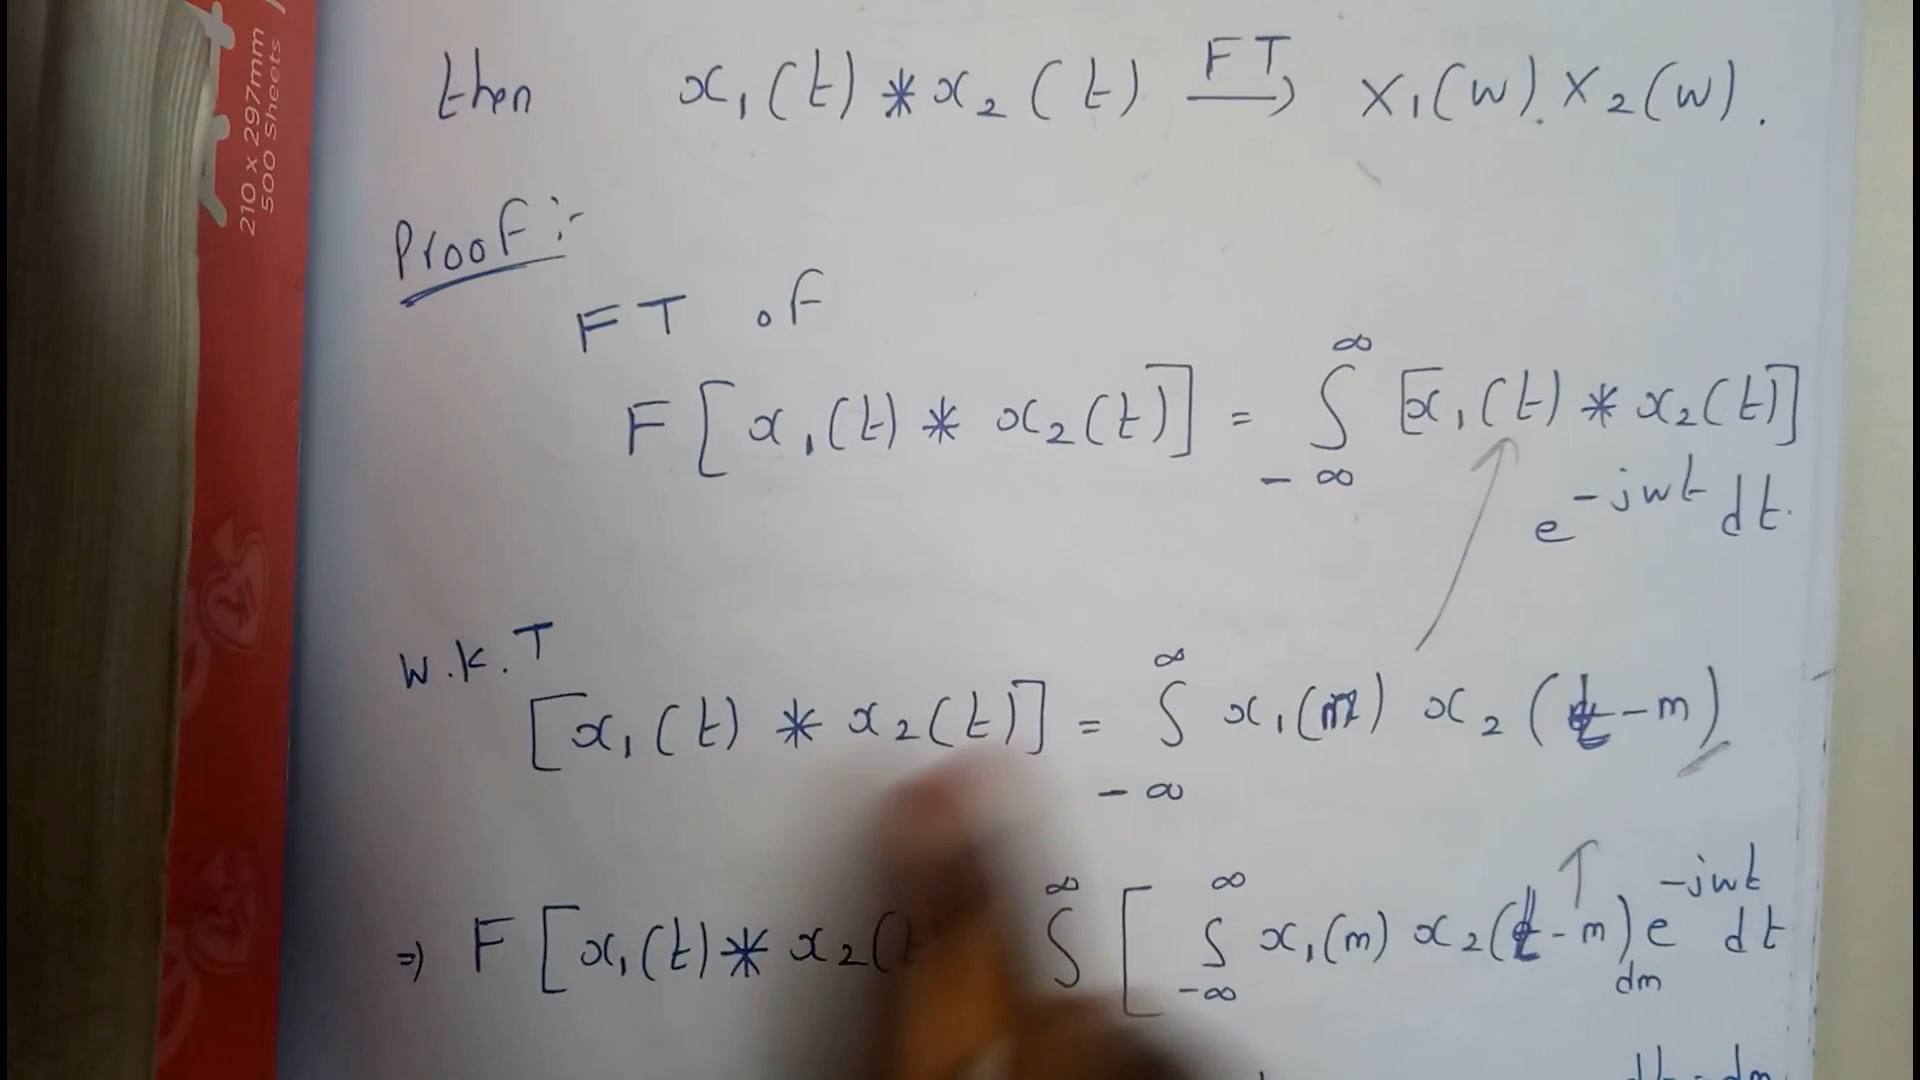 210 x 297mm
500 Sheets
then x₁(t) * x₂(t) FT→ X₁(w).X₂(w).
Proof:-
FT of
F[x₁(t) * x₂(t)] = ∫_{-∞}^{∞} [x₁(t) * x₂(t)]
e^{-jwt} dt.
W.K.T
[x₁(t) * x₂(t)] = ∫_{-∞}^{∞} x₁(m) x₂(t-m)
⇒ F[x₁(t) * x₂(t ∫^{∞} [ ∫_{-∞}^{∞} x₁(m) x₂(t-m) e^{-jwt} dt
dm